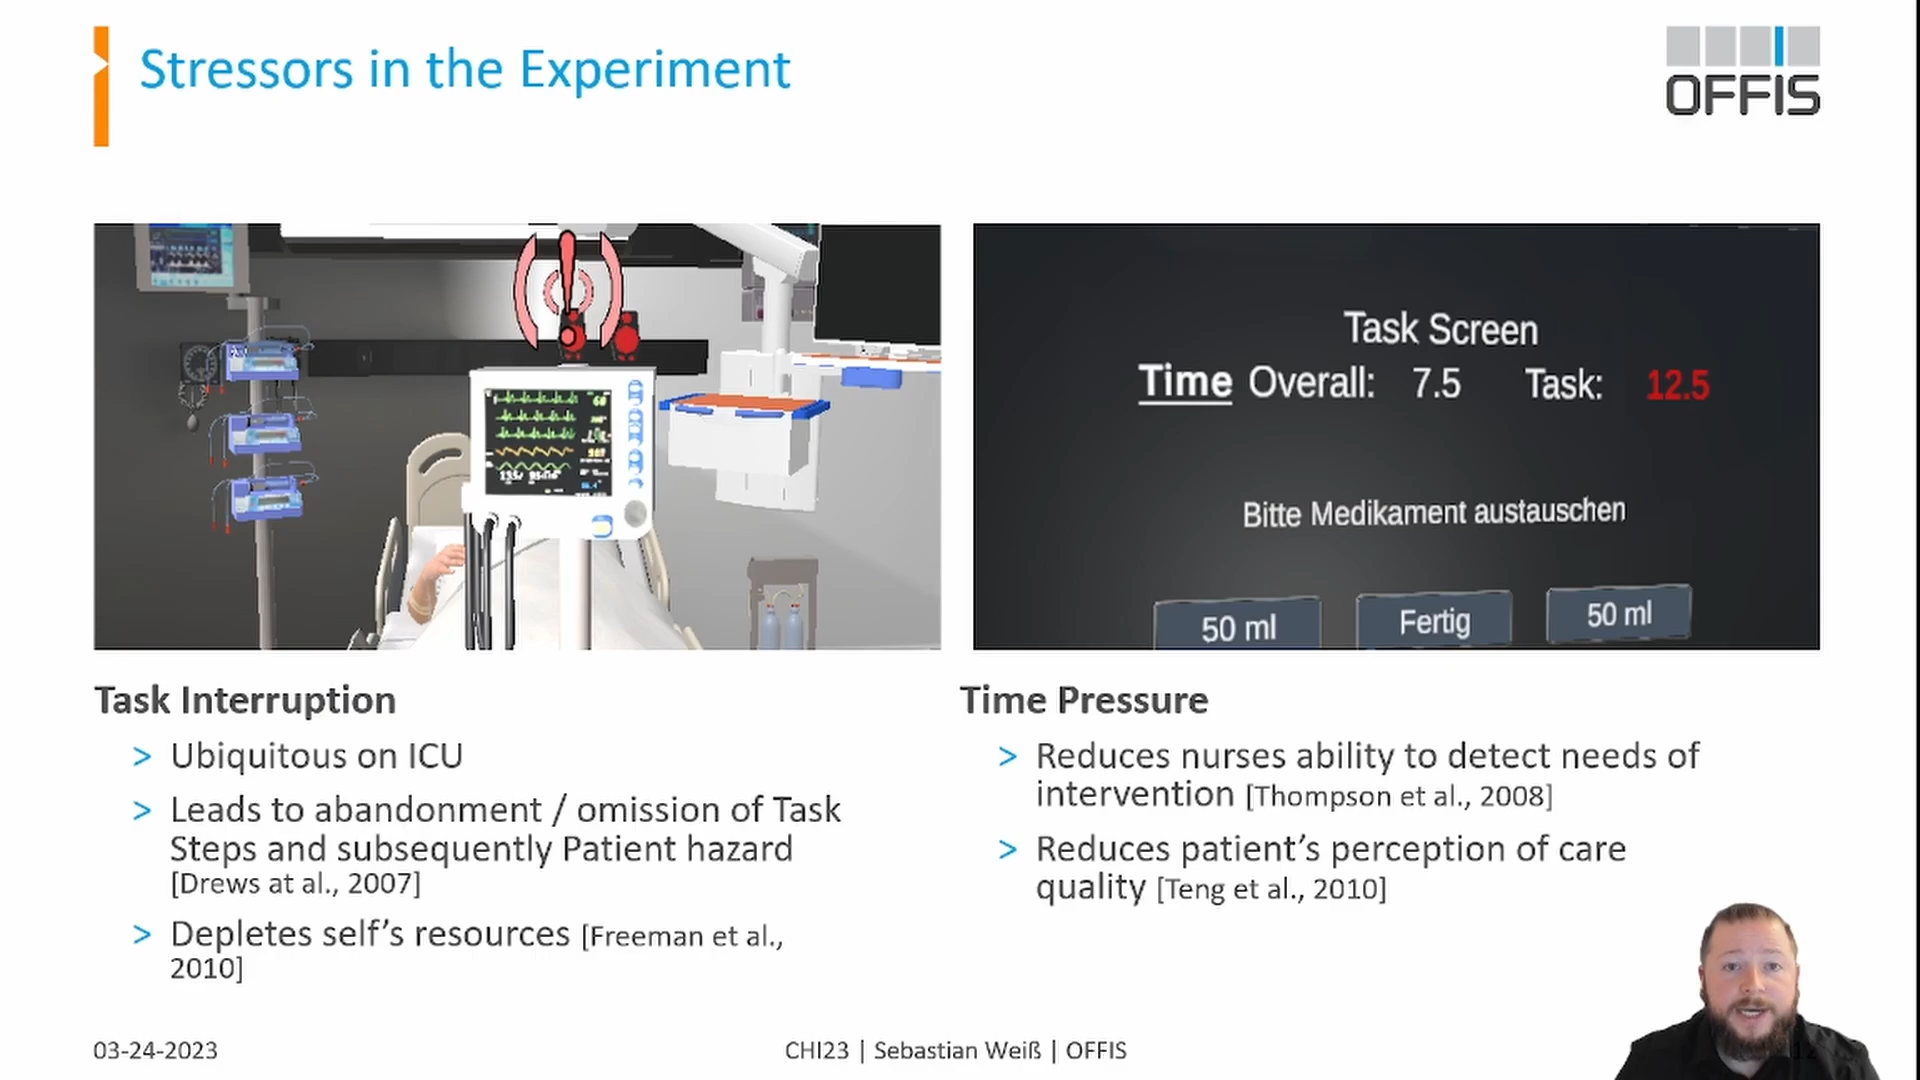 Stressors in the Experiment
OFFIS
Task Screen
Time Overall: 7.5 Task: 12.5
Bitte Medikament austauschen
50 ml Fertig 50 ml
Task Interruption
> Ubiquitous on ICU
> Leads to abandonment / omission of Task
Steps and subsequently Patient hazard
[Drews at al., 2007]
> Depletes self’s resources [Freeman et al.,
2010]
Time Pressure
> Reduces nurses ability to detect needs of
intervention [Thompson et al., 2008]
> Reduces patient’s perception of care
quality [Teng et al., 2010]
03-24-2023
CHI23 | Sebastian Weiß | OFFIS